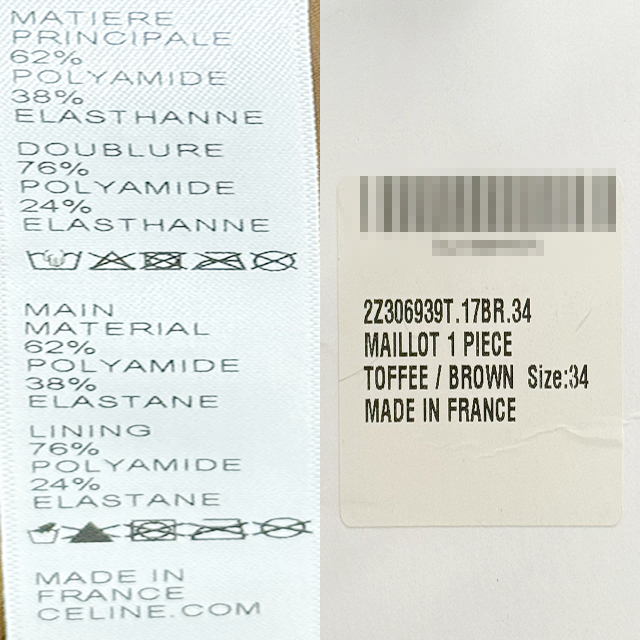 MATIERE
PRINCIPALE
62%
POLYAMIDE
38%
ELASTHANNE
DOUBLURE
76%
POLYAMIDE
24%
ELASTHANNE
MAIN
MATERIAL
62%
POLYAMIDE
38%
ELASTANE
LINING
76%
POLYAMIDE
24%
ELASTANE
MADE IN
FRANCE
CELINE.COM
2Z306939T.17BR.34
MAILLOT 1 PIECE
TOFFEE / BROWN Size:34
MADE IN FRANCE